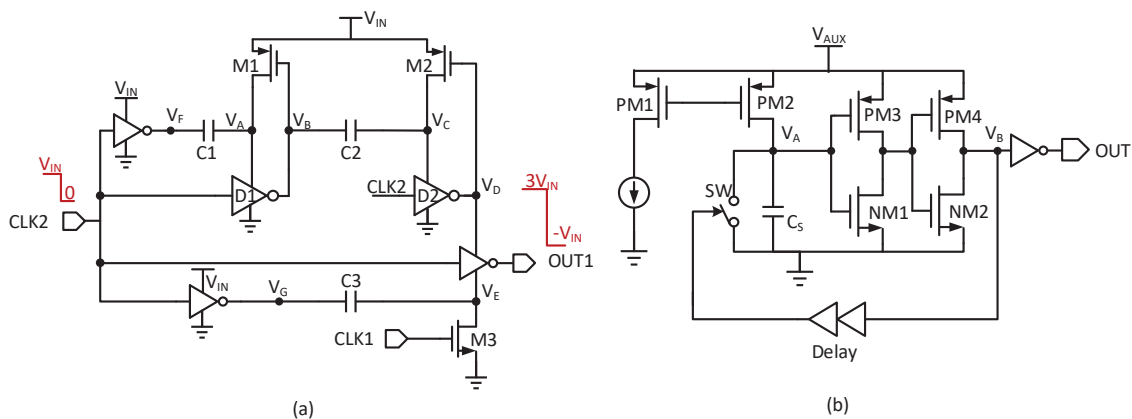 V_IN
M1
M2
V_IN
V_F
V_A
V_B
V_C
C1
C2
V_IN
0
D1
CLK2
D2
V_D
3V_IN
-V_IN
CLK2
OUT1
V_IN
V_G
C3
V_E
CLK1
M3
(a)
V_AUX
PM1
PM2
PM3
PM4
V_A
V_B
OUT
SW
C_S
NM1
NM2
Delay
(b)